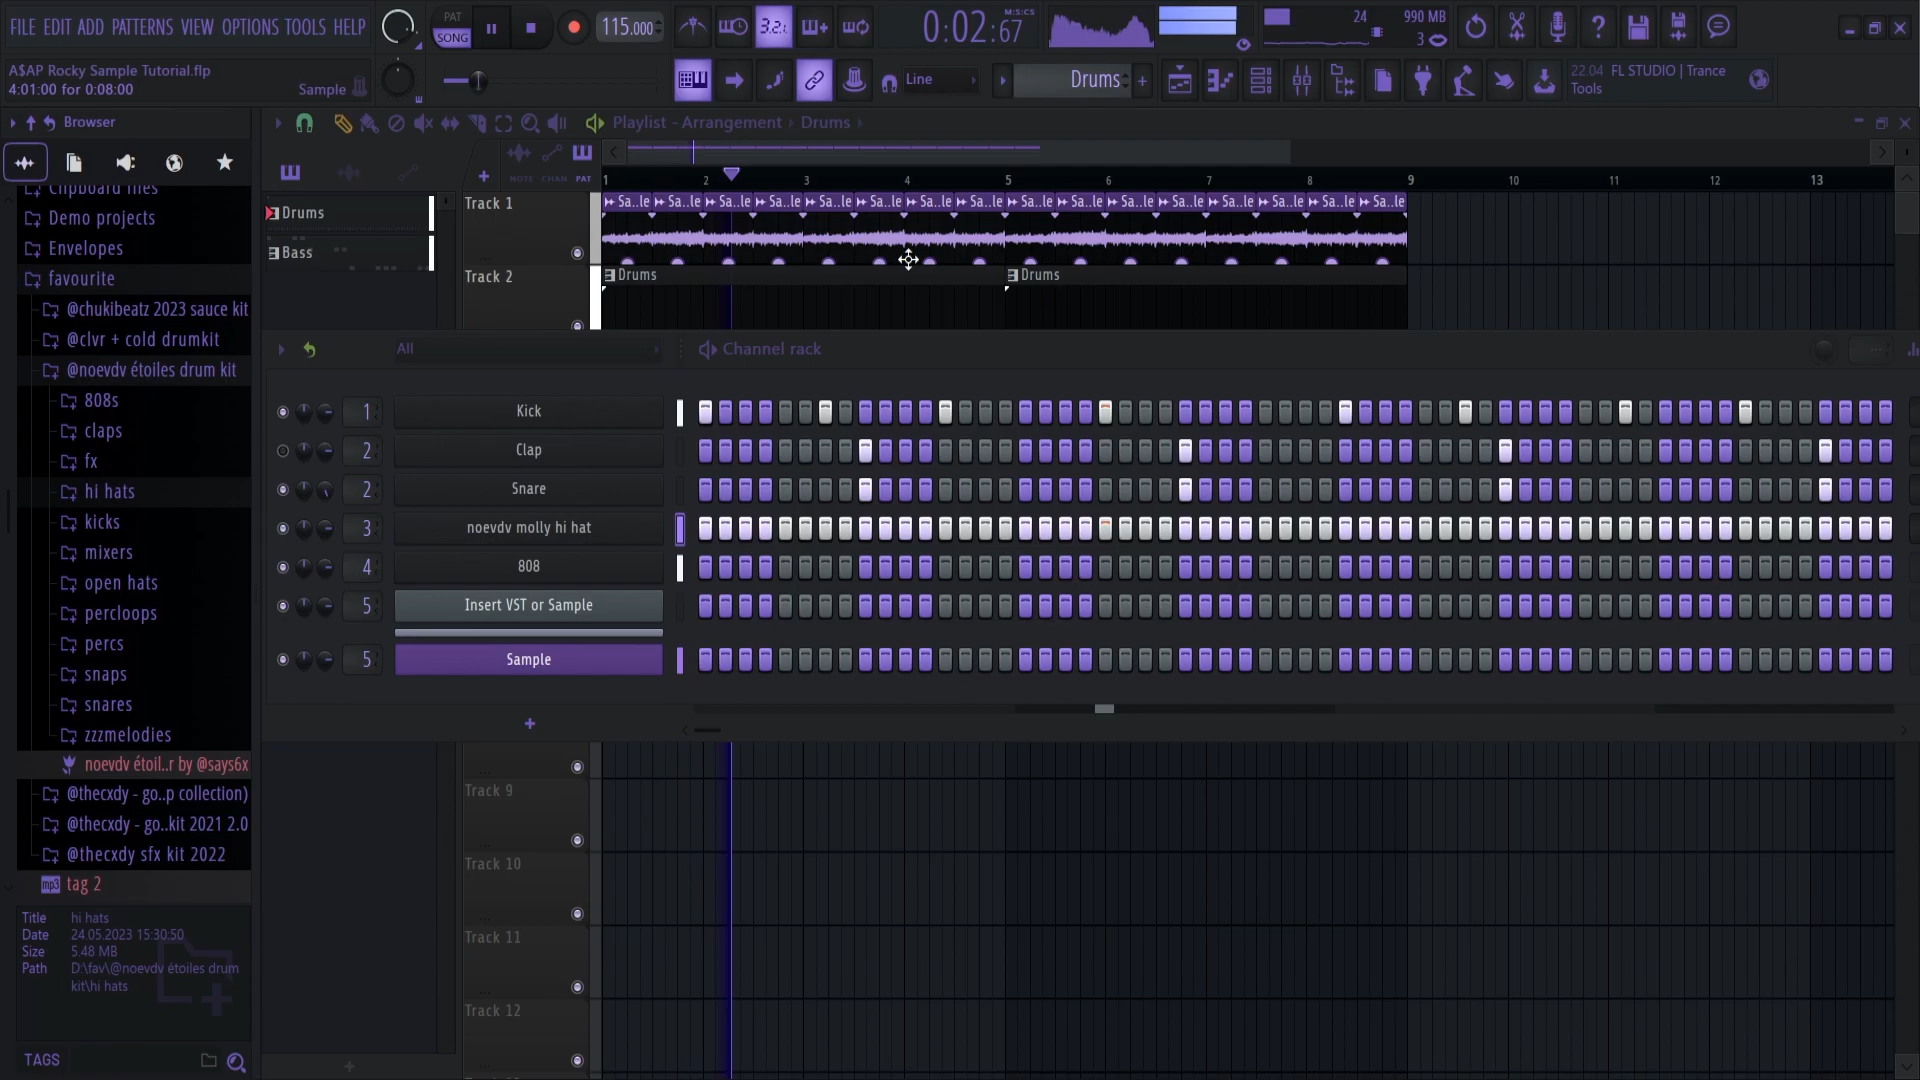 FILE EDIT ADD PATTERNS VIEW OPTIONS TOOLS HELP
PAT
SONG
115.000
3.2.1
0:02:67
M:S:CS
24
990 MB
3
A$AP Rocky Sample Tutorial.flp
4:01:00 for 0:08:00
Sample
Line
Drums
22.04 FL STUDIO | Trance
Tools
Browser
Playlist - Arrangement › Drums ›
NOTE CHAN PAT
1 2 3 4 5 6 7 8 9 10 11 12 13
Clipboard files
Demo projects
Envelopes
favourite
@chukibeatz 2023 sauce kit
@clvr + cold drumkit
@noevdv étoiles drum kit
808s
claps
fx
hi hats
kicks
mixers
open hats
percloops
percs
snaps
snares
zzzmelodies
noevdv étoil..r by @says6x
@thecxdy - go..p collection)
@thecxdy - go..kit 2021 2.0
@thecxdy sfx kit 2022
mp3 tag 2
Title hi hats
Date 24.05.2023 15:30:50
Size 5.48 MB
Path D:\fav\@noevdv étoiles drum
kit\hi hats
TAGS
Drums
Bass
Track 1
Sa..le Sa..le Sa..le Sa..le Sa..le Sa..le Sa..le Sa..le Sa..le Sa..le Sa..le Sa..le Sa..le Sa..le Sa..le Sa..le
Track 2
Drums Drums
All
Channel rack
1 Kick
2 Clap
2 Snare
3 noevdv molly hi hat
4 808
5 Insert VST or Sample
5 Sample
Track 9
Track 10
Track 11
Track 12